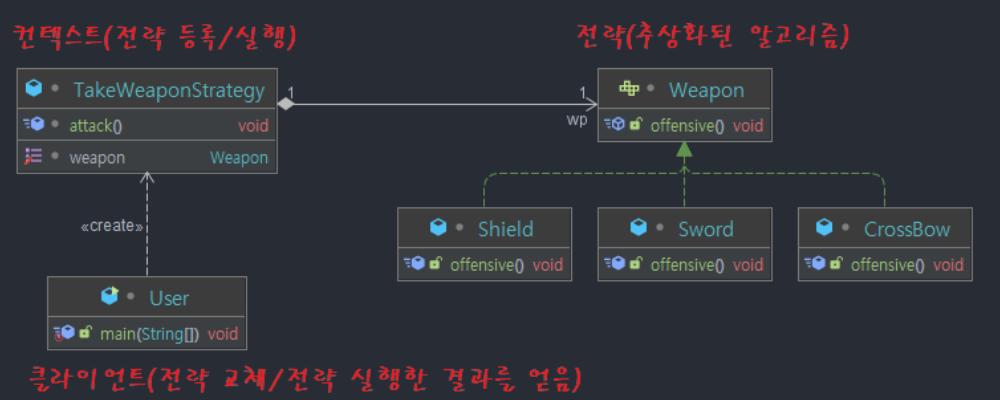 컨텍스트(전략 등록/실행)
전략(추상화된 알고리즘)
TakeWeaponStrategy
attack() void
weapon Weapon
1
1
wp
Weapon
offensive() void
«create»
Shield
offensive() void
Sword
offensive() void
CrossBow
offensive() void
User
main(String[]) void
클라이언트(전략 교체/전략 실행한 결과를 얻음)